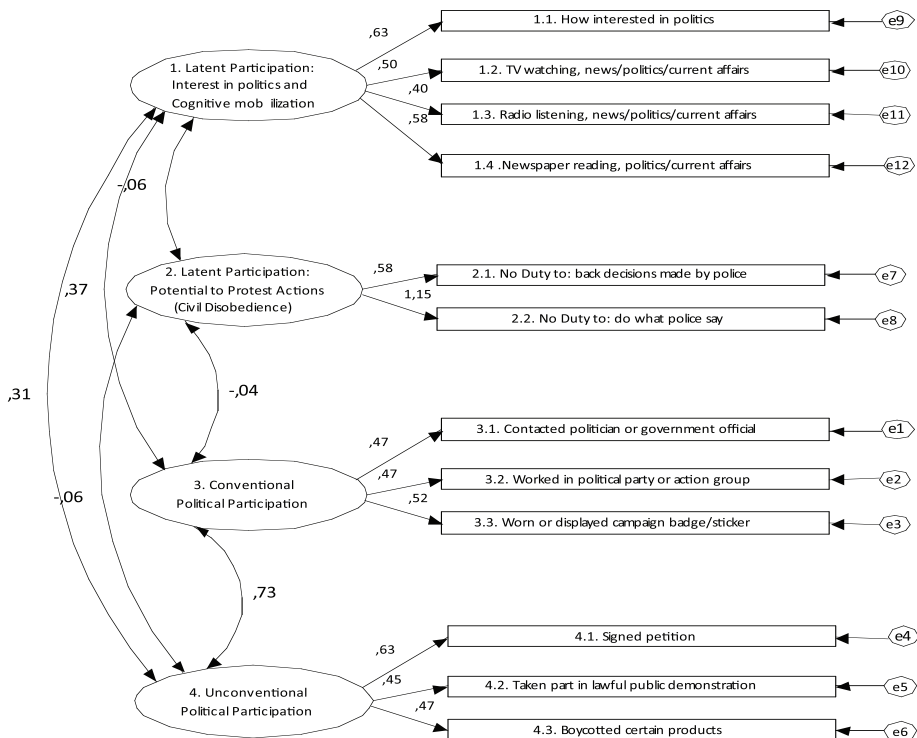 1.1. How interested in politics
e9
,63
1. Latent Participation:
Interest in politics and
Cognitive mob ilization
,50
1.2. TV watching, news/politics/current affairs
e10
,40
1.3. Radio listening, news/politics/current affairs
e11
,58
1.4 .Newspaper reading, politics/current affairs
e12
-,06
2. Latent Participation:
Potential to Protest Actions
(Civil Disobedience)
,58
2.1. No Duty to: back decisions made by police
e7
1,15
2.2. No Duty to: do what police say
e8
,37
,31
-,04
3.1. Contacted politician or government official
e1
,47
3. Conventional
Political Participation
,47
3.2. Worked in political party or action group
e2
,52
3.3. Worn or displayed campaign badge/sticker
e3
-,06
,73
4.1. Signed petition
e4
,63
4. Unconventional
Political Participation
,45
4.2. Taken part in lawful public demonstration
e5
,47
4.3. Boycotted certain products
e6